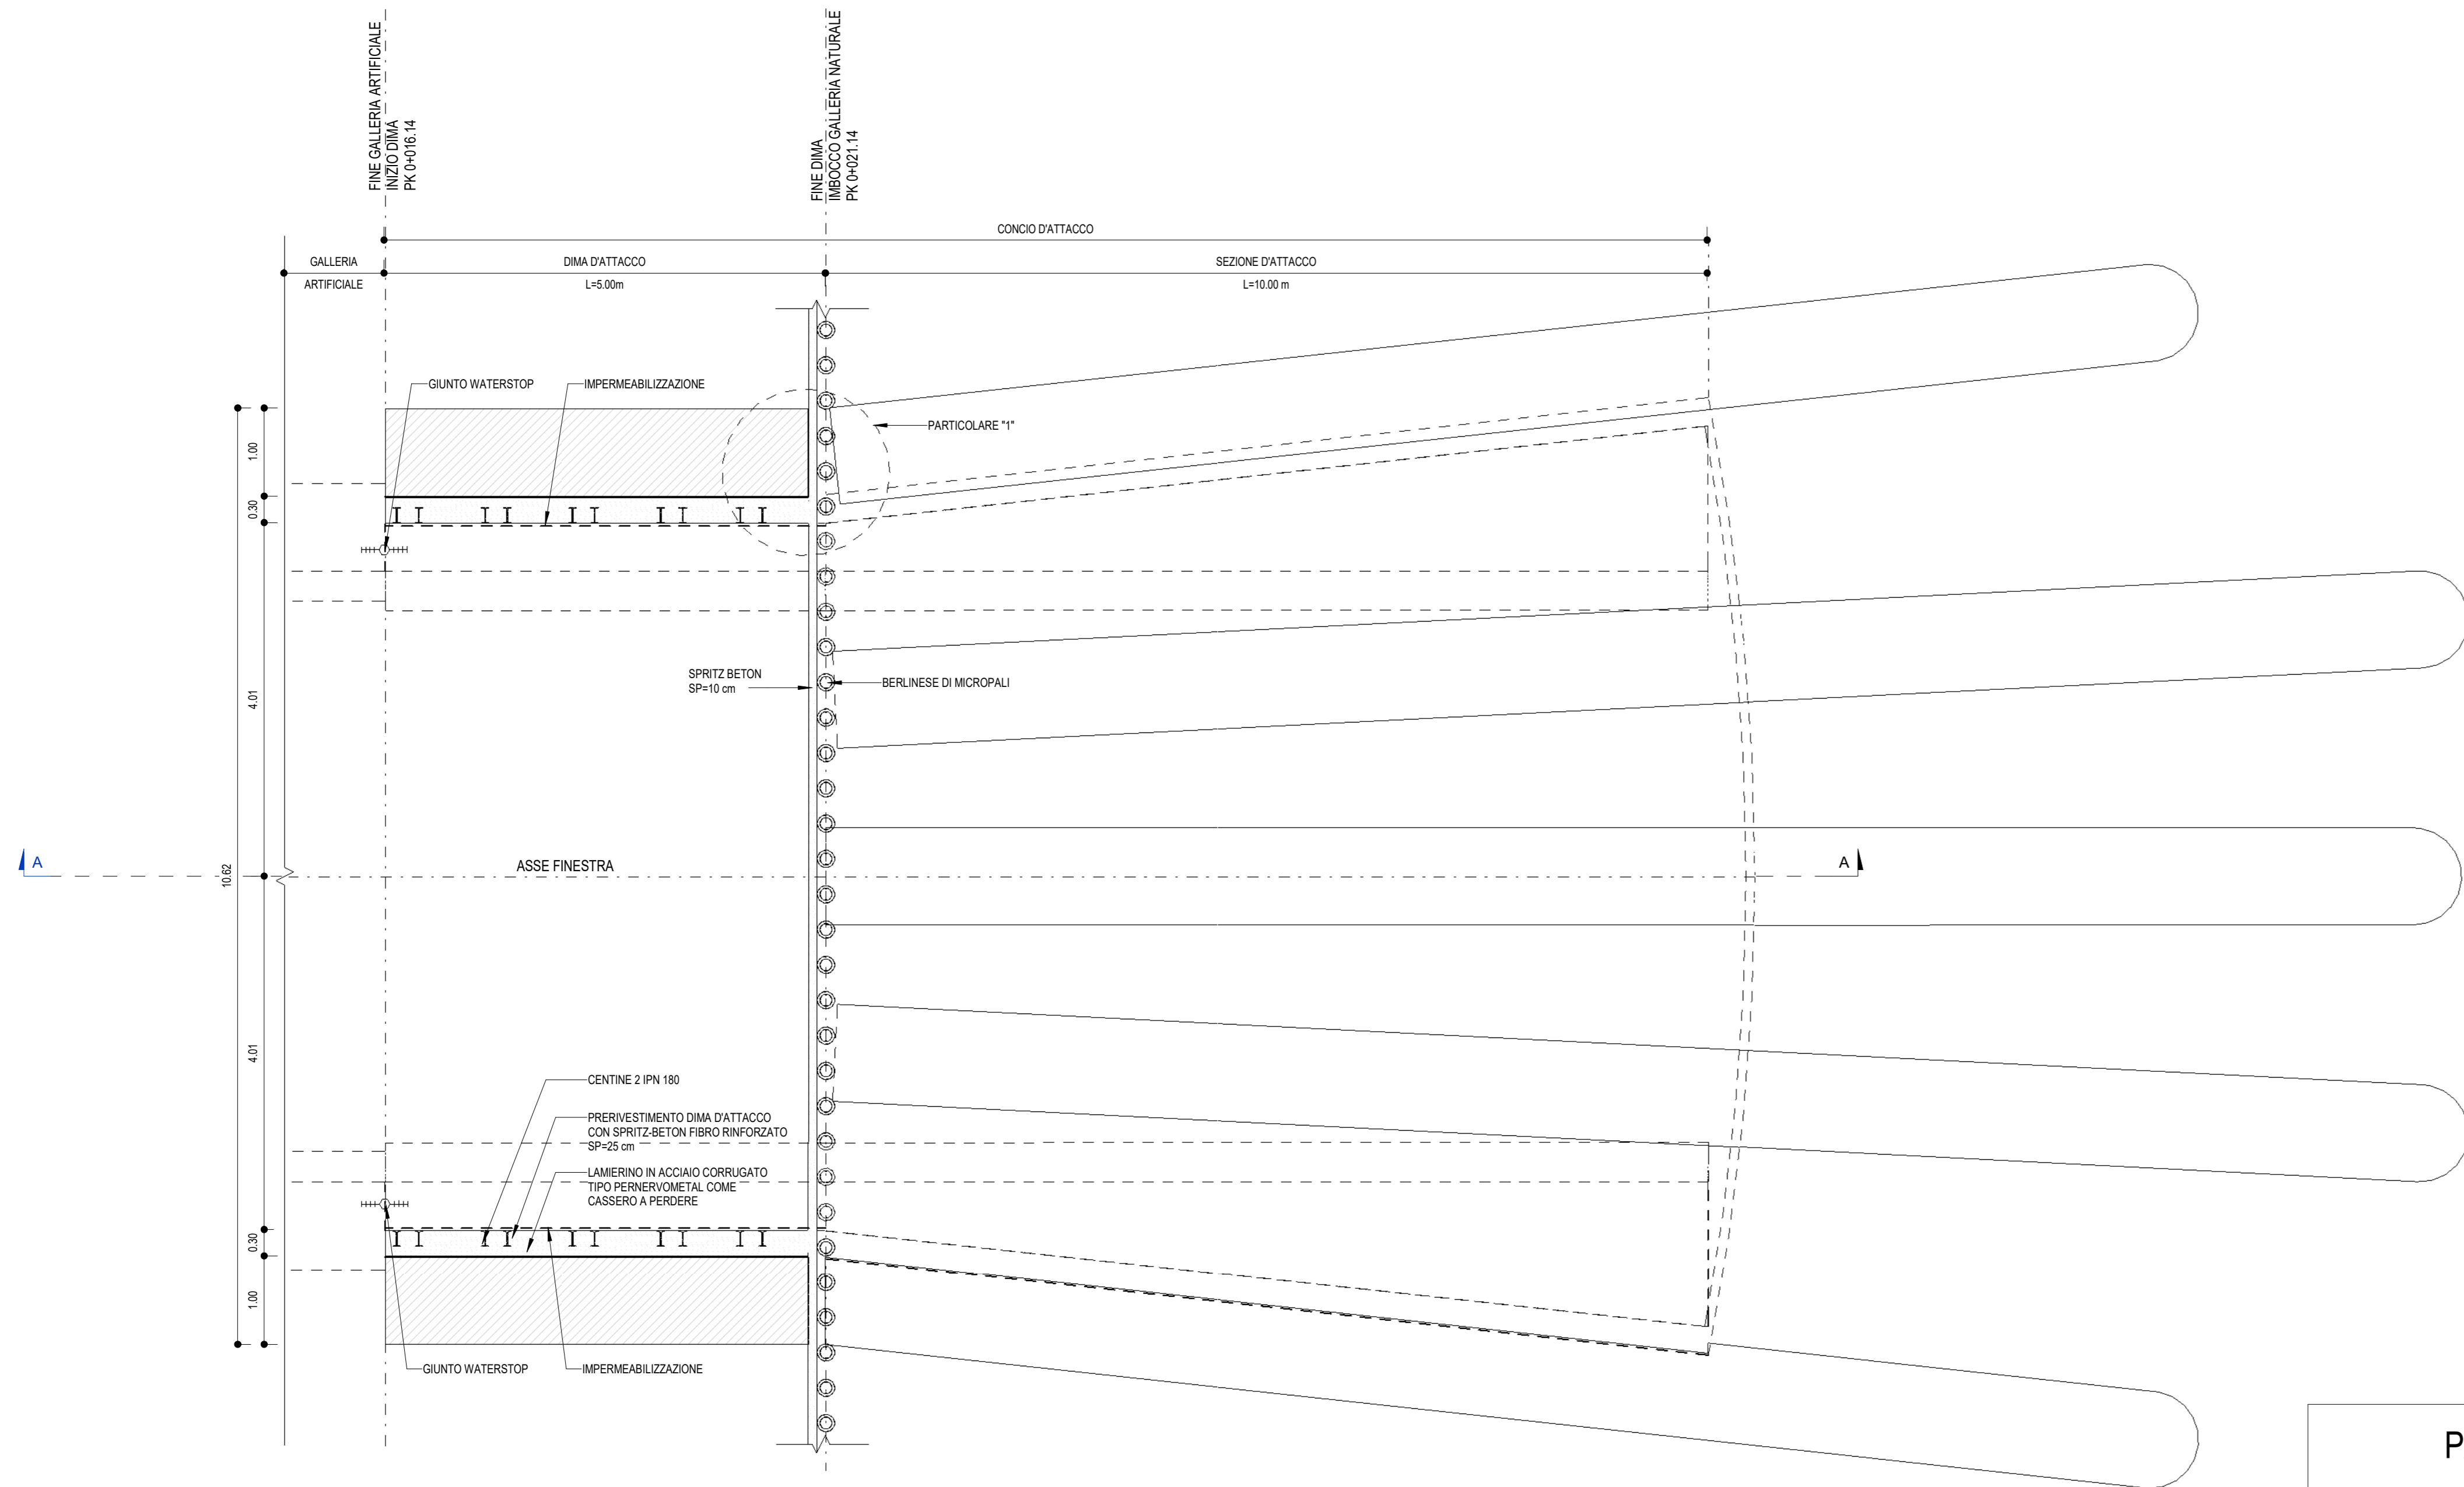 FINE GALLERIA ARTIFICIALE
INIZIO DIMA
PK 0+016.14
FINE DIMA
IMBOCCO GALLERIA NATURALE
PK 0+021.14
CONCIO D'ATTACCO
GALLERIA
ARTIFICIALE
DIMA D'ATTACCO
L=5.00m
SEZIONE D'ATTACCO
L=10.00 m
GIUNTO WATERSTOP
IMPERMEABILIZZAZIONE
PARTICOLARE "1"
1.00
0.30
4.01
SPRITZ BETON
SP=10 cm
BERLINESE DI MICROPALI
A
10.62
ASSE FINESTRA
A
4.01
CENTINE 2 IPN 180
PRERIVESTIMENTO DIMA D'ATTACCO
CON SPRITZ-BETON FIBRO RINFORZATO
SP=25 cm
LAMIERINO IN ACCIAIO CORRUGATO
TIPO PERNERVOMETAL COME
CASSERO A PERDERE
0.30
1.00
GIUNTO WATERSTOP
IMPERMEABILIZZAZIONE
P